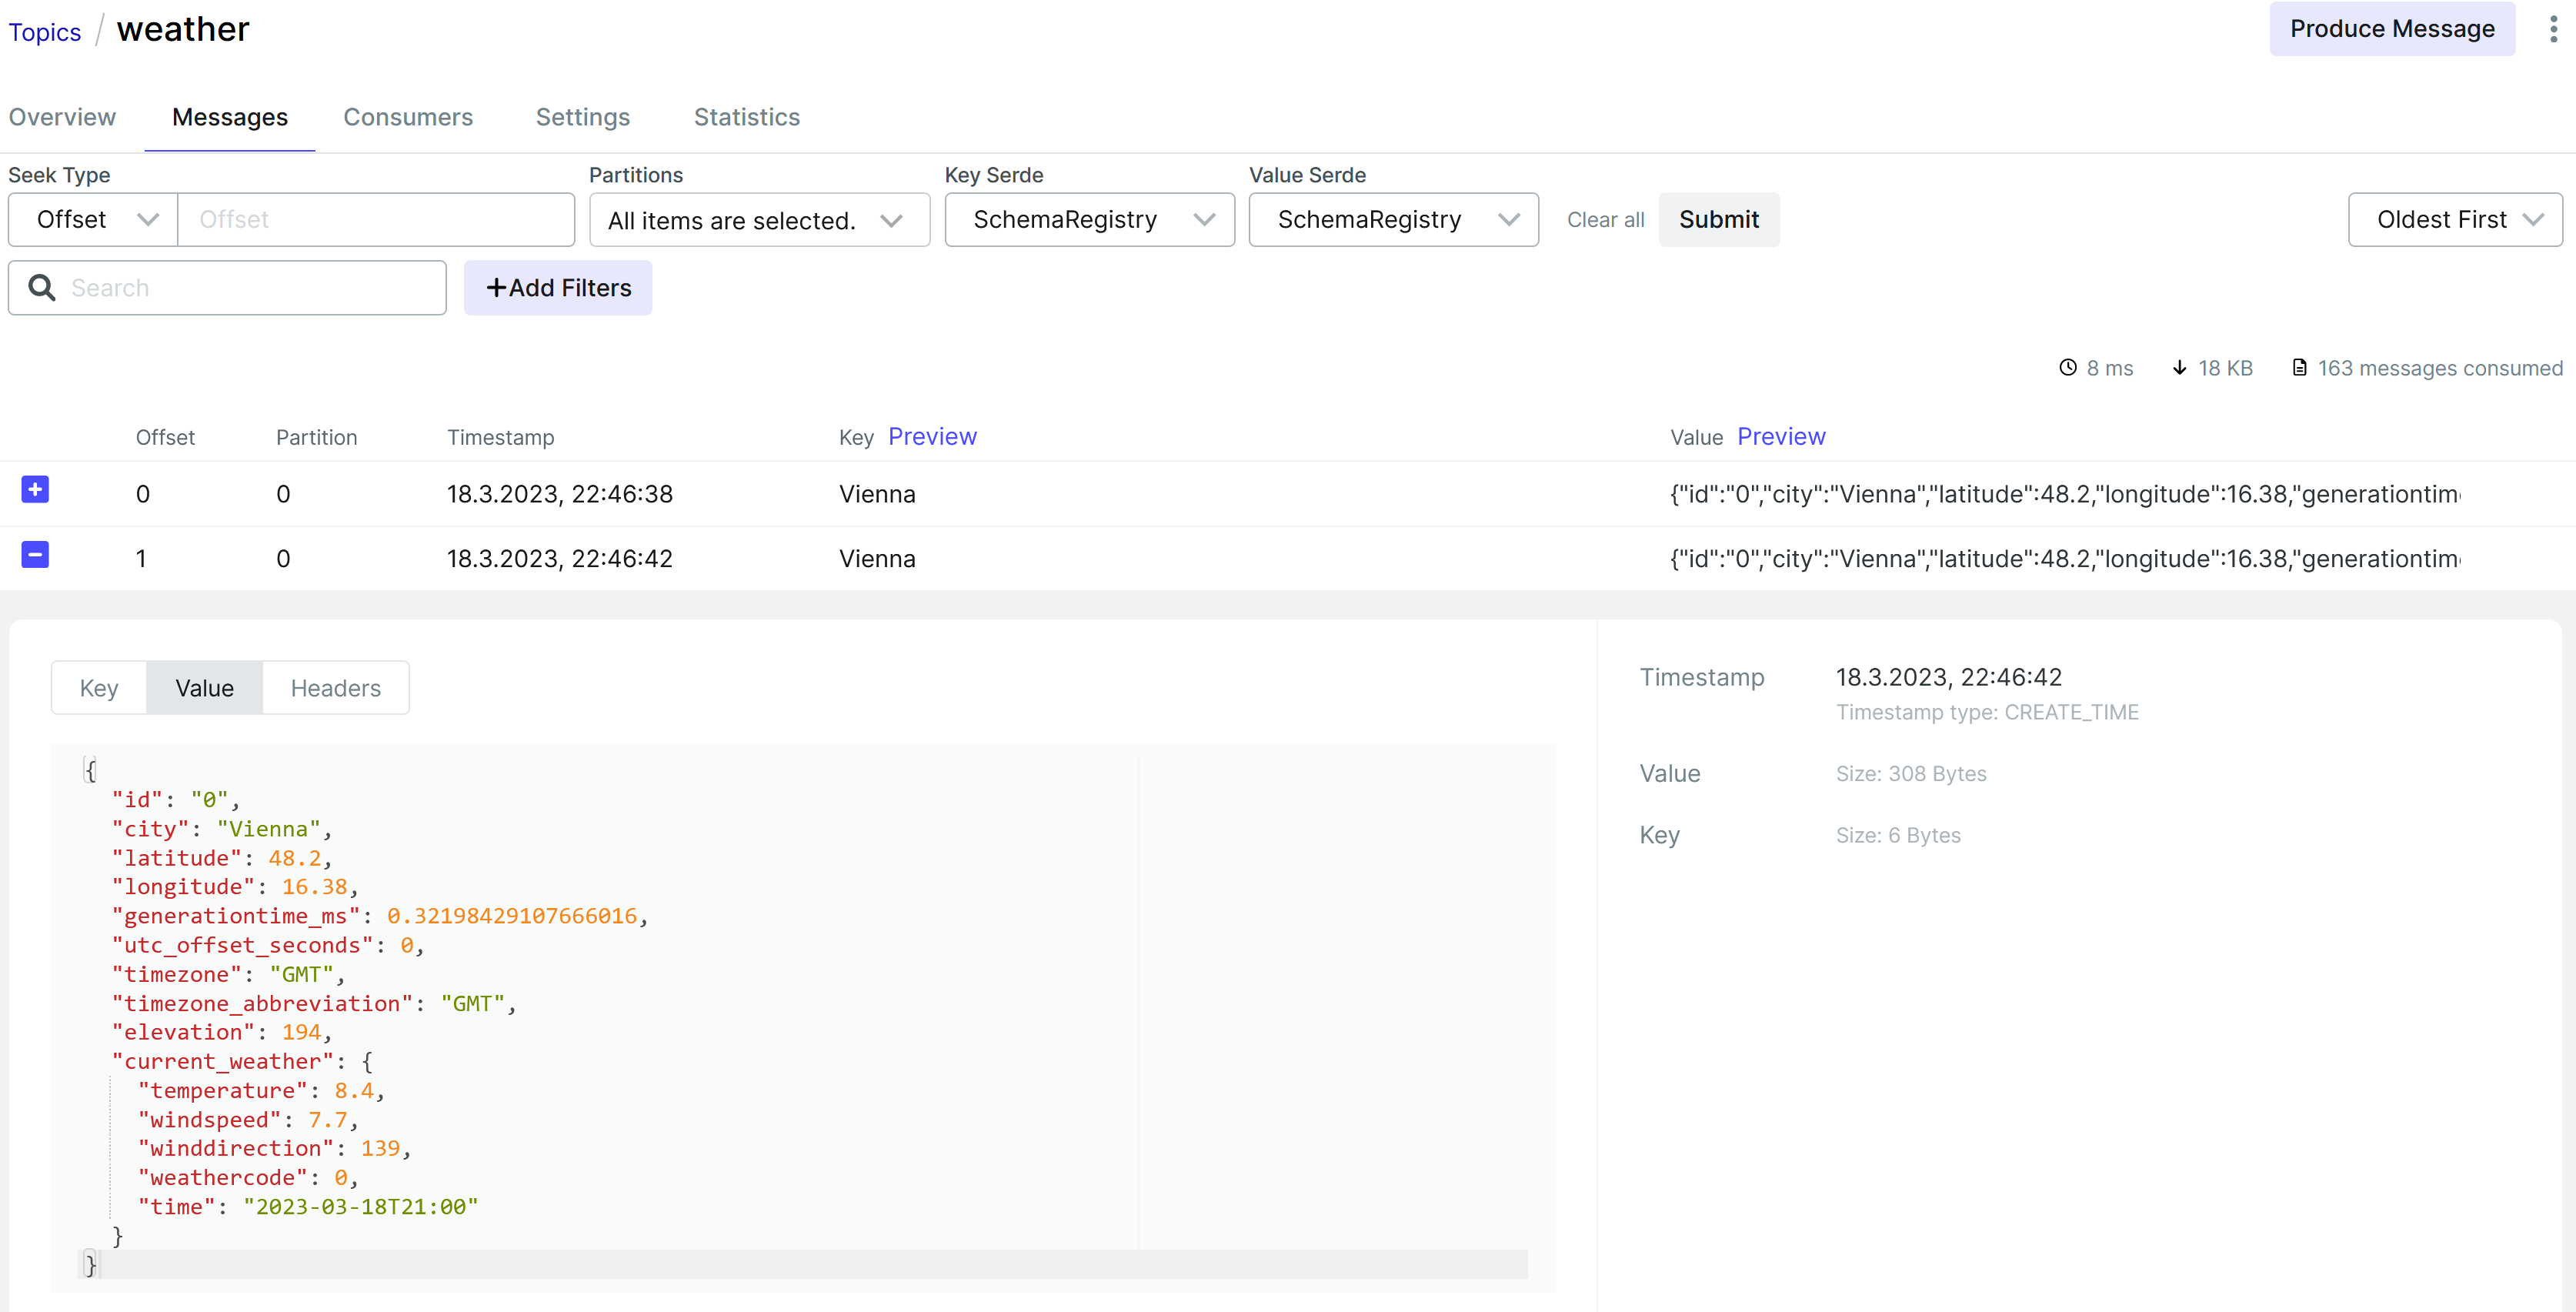 Topics / weather
Produce Message
Overview Messages Consumers Settings Statistics
Seek Type Partitions Key Serde Value Serde
Offset Offset All items are selected. SchemaRegistry SchemaRegistry Clear all Submit Oldest First
Search +Add Filters
8 ms 18 KB 163 messages consumed
Offset Partition Timestamp Key Preview Value Preview
0 0 18.3.2023, 22:46:38 Vienna {"id":"0","city":"Vienna","latitude":48.2,"longitude":16.38,"generationtim
1 0 18.3.2023, 22:46:42 Vienna {"id":"0","city":"Vienna","latitude":48.2,"longitude":16.38,"generationtim
Key Value Headers
{
"id": "0",
"city": "Vienna",
"latitude": 48.2,
"longitude": 16.38,
"generationtime_ms": 0.32198429107666016,
"utc_offset_seconds": 0,
"timezone": "GMT",
"timezone_abbreviation": "GMT",
"elevation": 194,
"current_weather": {
"temperature": 8.4,
"windspeed": 7.7,
"winddirection": 139,
"weathercode": 0,
"time": "2023-03-18T21:00"
}
}
Timestamp 18.3.2023, 22:46:42
Timestamp type: CREATE_TIME
Value Size: 308 Bytes
Key Size: 6 Bytes